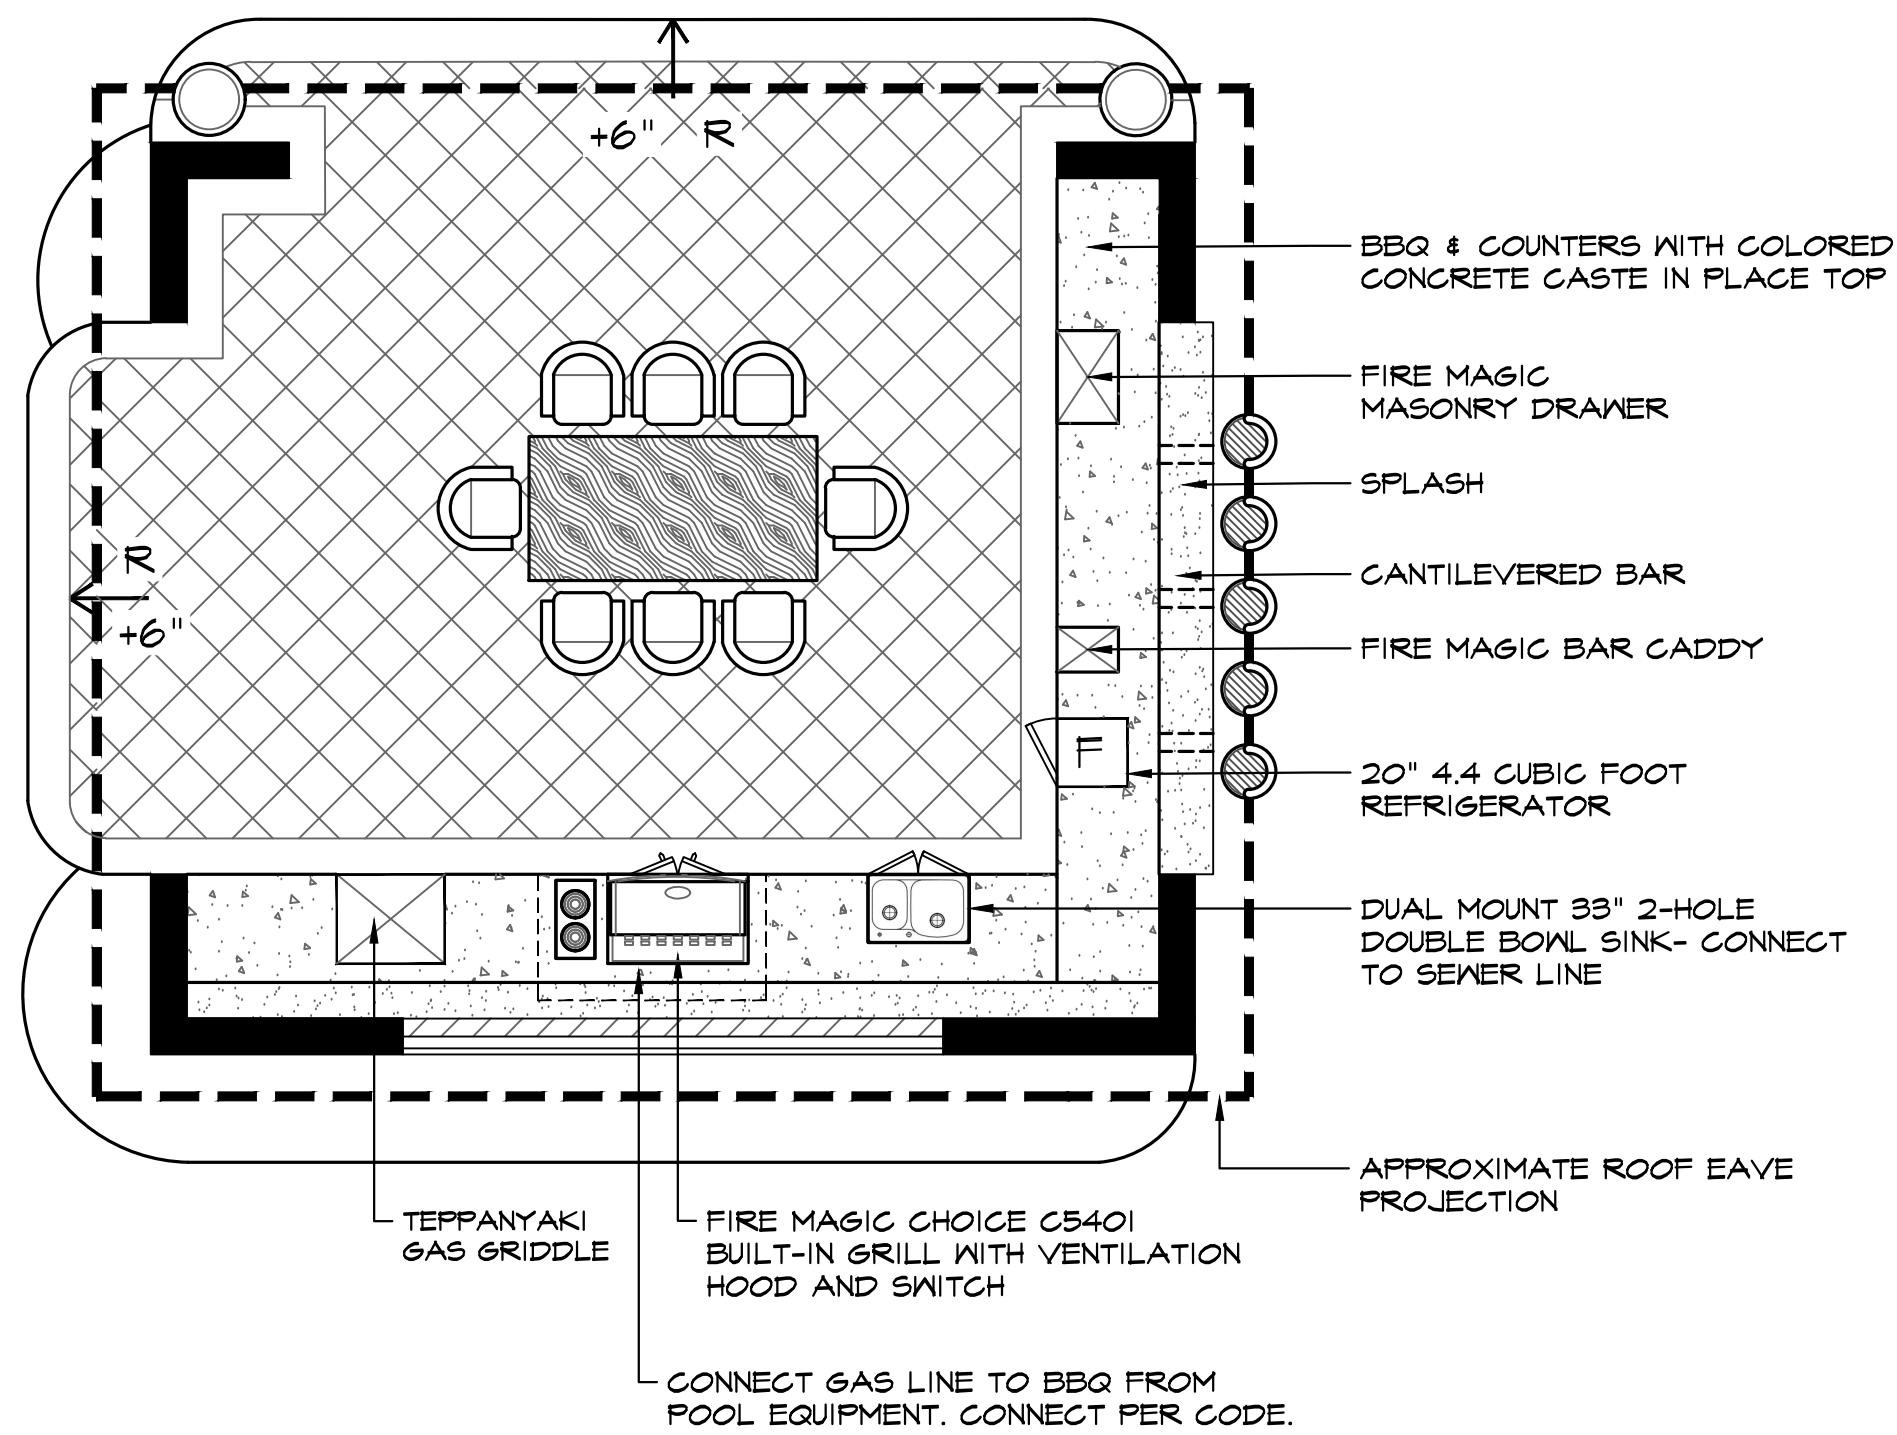 +6" R
BBQ & COUNTERS WITH COLORED
CONCRETE CASTE IN PLACE TOP
FIRE MAGIC
MASONRY DRAWER
SPLASH
R
+6"
CANTILEVERED BAR
FIRE MAGIC BAR CADDY
F
20" 4.4 CUBIC FOOT
REFRIGERATOR
DUAL MOUNT 33" 2-HOLE
DOUBLE BOWL SINK- CONNECT
TO SEWER LINE
APPROXIMATE ROOF EAVE
PROJECTION
TEPPANYAKI
GAS GRIDDLE
FIRE MAGIC CHOICE C540I
BUILT-IN GRILL WITH VENTILATION
HOOD AND SWITCH
CONNECT GAS LINE TO BBQ FROM
POOL EQUIPMENT. CONNECT PER CODE.